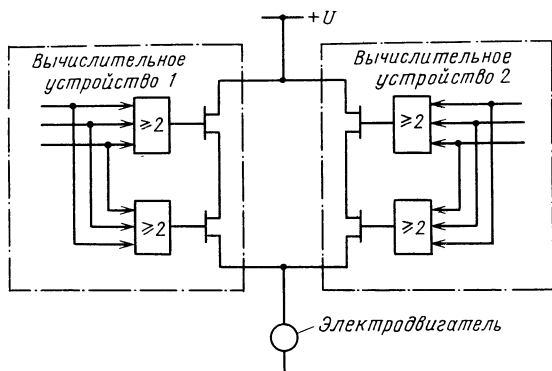 +U
Вычислительное
устройство 1
Вычислительное
устройство 2
≥2
≥2
≥2
≥2
Электродвигатель